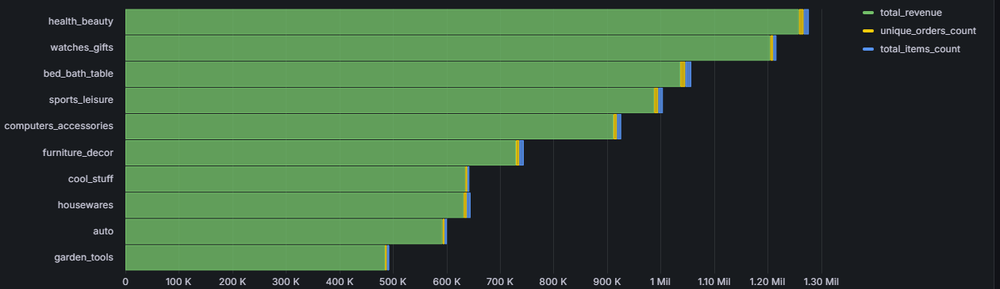 health_beauty
watches_gifts
bed_bath_table
sports_leisure
computers_accessories
furniture_decor
cool_stuff
housewares
auto
garden_tools
0 100 K 200 K 300 K 400 K 500 K 600 K 700 K 800 K 900 K 1 Mil 1.10 Mil 1.20 Mil 1.30 Mil
total_revenue
unique_orders_count
total_items_count